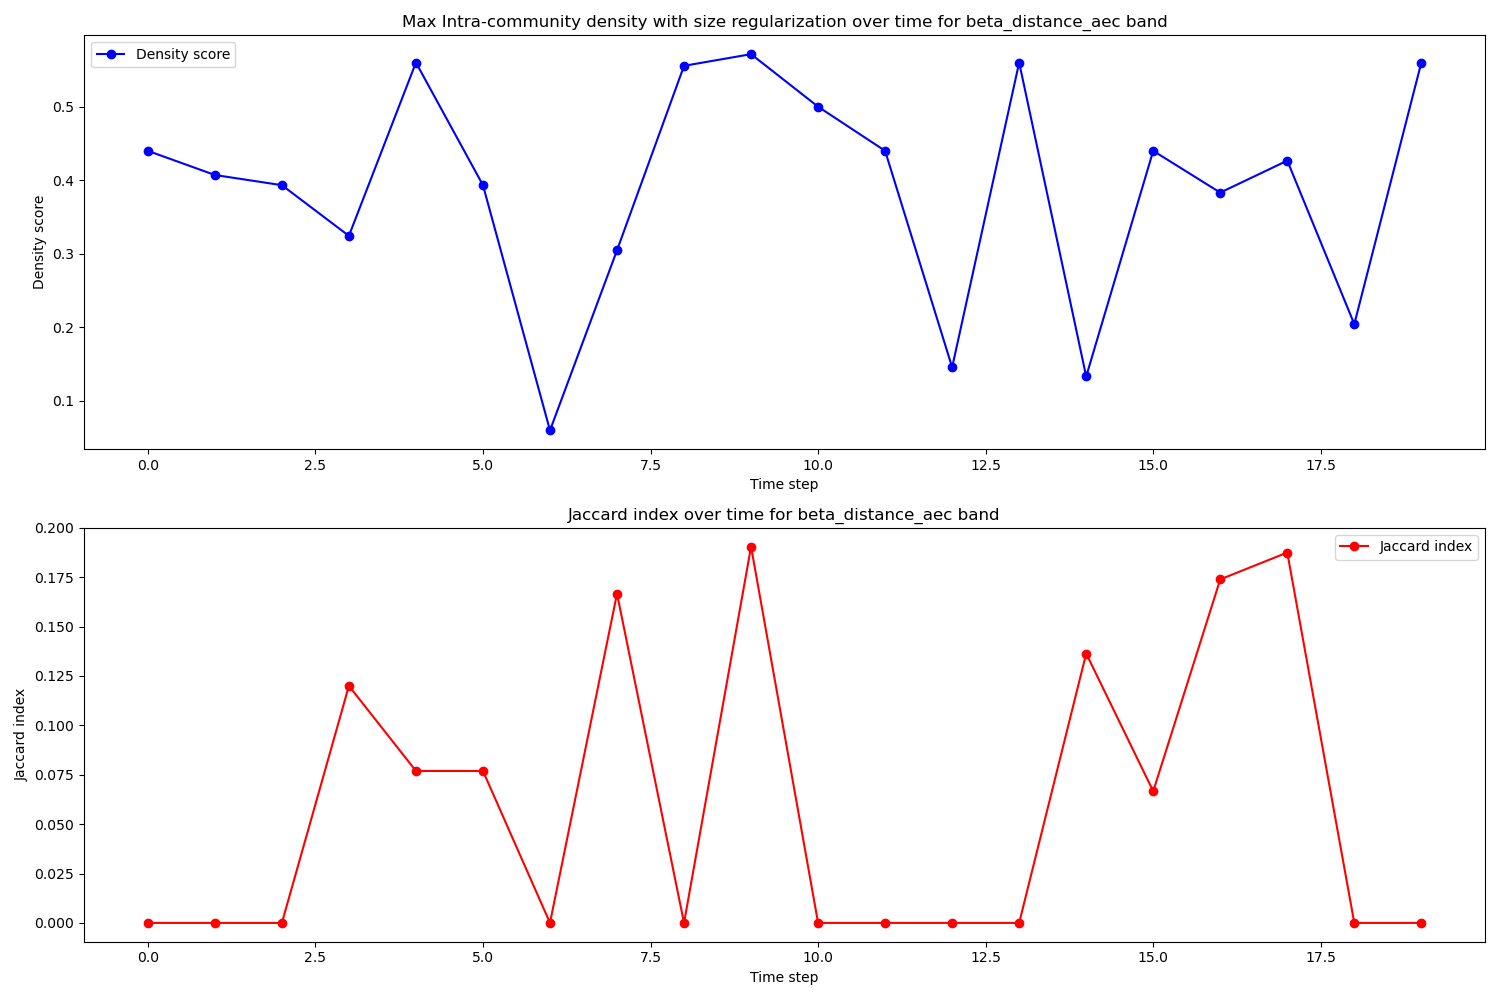 Max Intra-community density with size regularization over time for beta_distance_aec band
Density score
Density score
0.5
0.4
0.3
0.2
0.1
0.0 2.5 5.0 7.5 10.0 12.5 15.0 17.5
Time step
Jaccard index over time for beta_distance_aec band
Jaccard index
Jaccard index
0.200
0.175
0.150
0.125
0.100
0.075
0.050
0.025
0.000
0.0 2.5 5.0 7.5 10.0 12.5 15.0 17.5
Time step